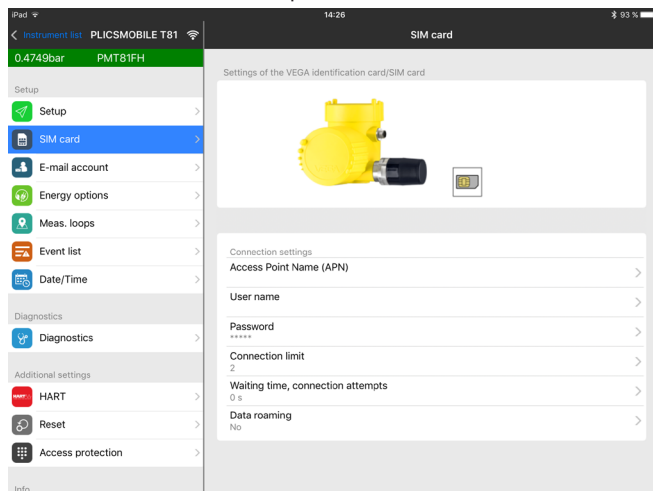 iPad
14:26
93 %
Instrument list PLICSMOBILE T81
SIM card
0.4749bar PMT81FH
Setup
Setup
SIM card
E-mail account
Energy options
Meas. loops
Event list
Date/Time
Diagnostics
Diagnostics
Additional settings
HART
HART
Reset
Access protection
Info
Settings of the VEGA identification card/SIM card
Connection settings
Access Point Name (APN)
User name
Password
*****
Connection limit
2
Waiting time, connection attempts
0 s
Data roaming
No